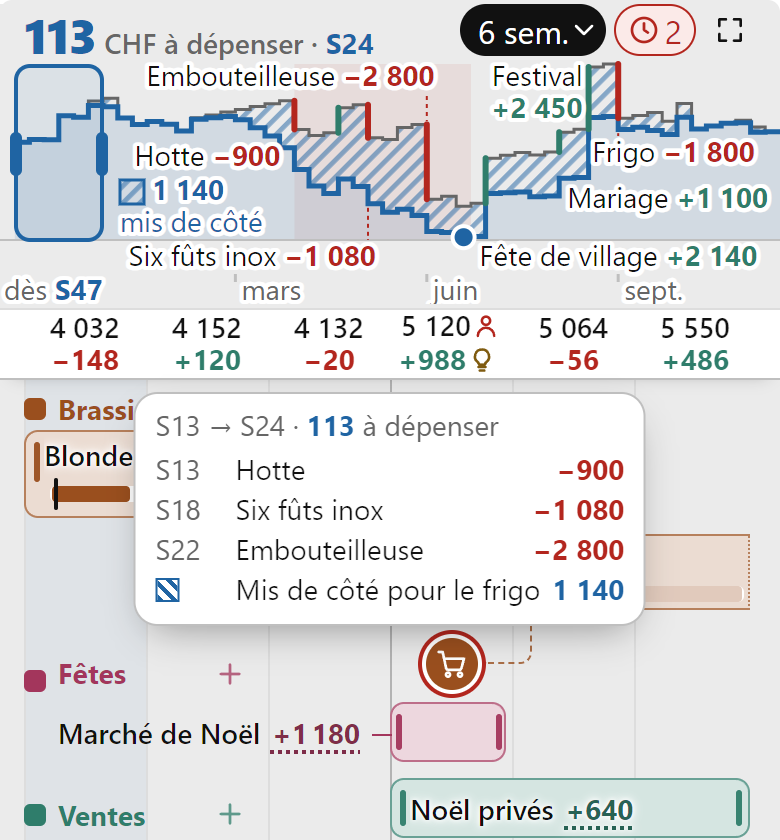 113 CHF à dépenser · S24
6 sem.
2
Embouteilleuse −2 800
Festival
+2 450
Hotte −900
Frigo −1 800
1 140
mis de côté
Mariage +1 100
Six fûts inox −1 080
Fête de village +2 140
dès S47
mars
juin
sept.
4 032 4 152 4 132 5 120 5 064 5 550
−148 +120 −20 +988 −56 +486
Brassi
Blonde
S13 → S24 · 113 à dépenser
S13 Hotte −900
S18 Six fûts inox −1 080
S22 Embouteilleuse −2 800
Mis de côté pour le frigo 1 140
Fêtes +
Marché de Noël +1 180
Ventes +
Noël privés +640